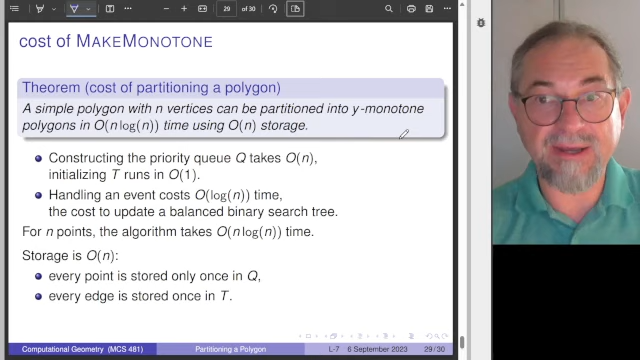 29 of 30
cost of MAKEMONOTONE
Theorem (cost of partitioning a polygon)
A simple polygon with n vertices can be partitioned into y-monotone
polygons in O(n log(n)) time using O(n) storage.
Constructing the priority queue Q takes O(n),
initializing T runs in O(1).
Handling an event costs O(log(n)) time,
the cost to update a balanced binary search tree.
For n points, the algorithm takes O(n log(n)) time.
Storage is O(n):
every point is stored only once in Q,
every edge is stored once in T.
Computational Geometry (MCS 481) Partitioning a Polygon L-7 6 September 2023 29 / 30